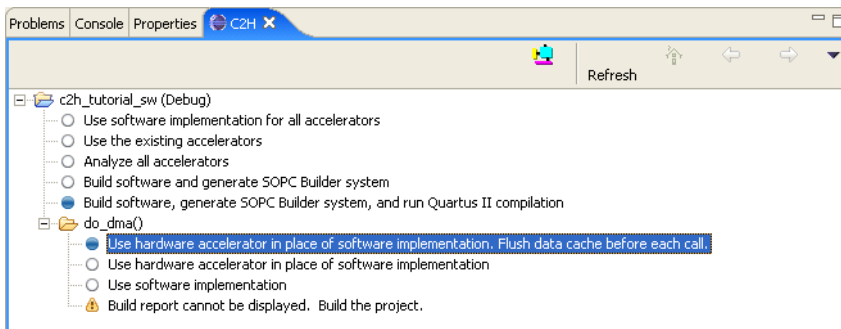 Problems Console Properties C2H
Refresh
c2h_tutorial_sw (Debug)
Use software implementation for all accelerators
Use the existing accelerators
Analyze all accelerators
Build software and generate SOPC Builder system
Build software, generate SOPC Builder system, and run Quartus II compilation
do_dma()
Use hardware accelerator in place of software implementation. Flush data cache before each call.
Use hardware accelerator in place of software implementation
Use software implementation
Build report cannot be displayed. Build the project.